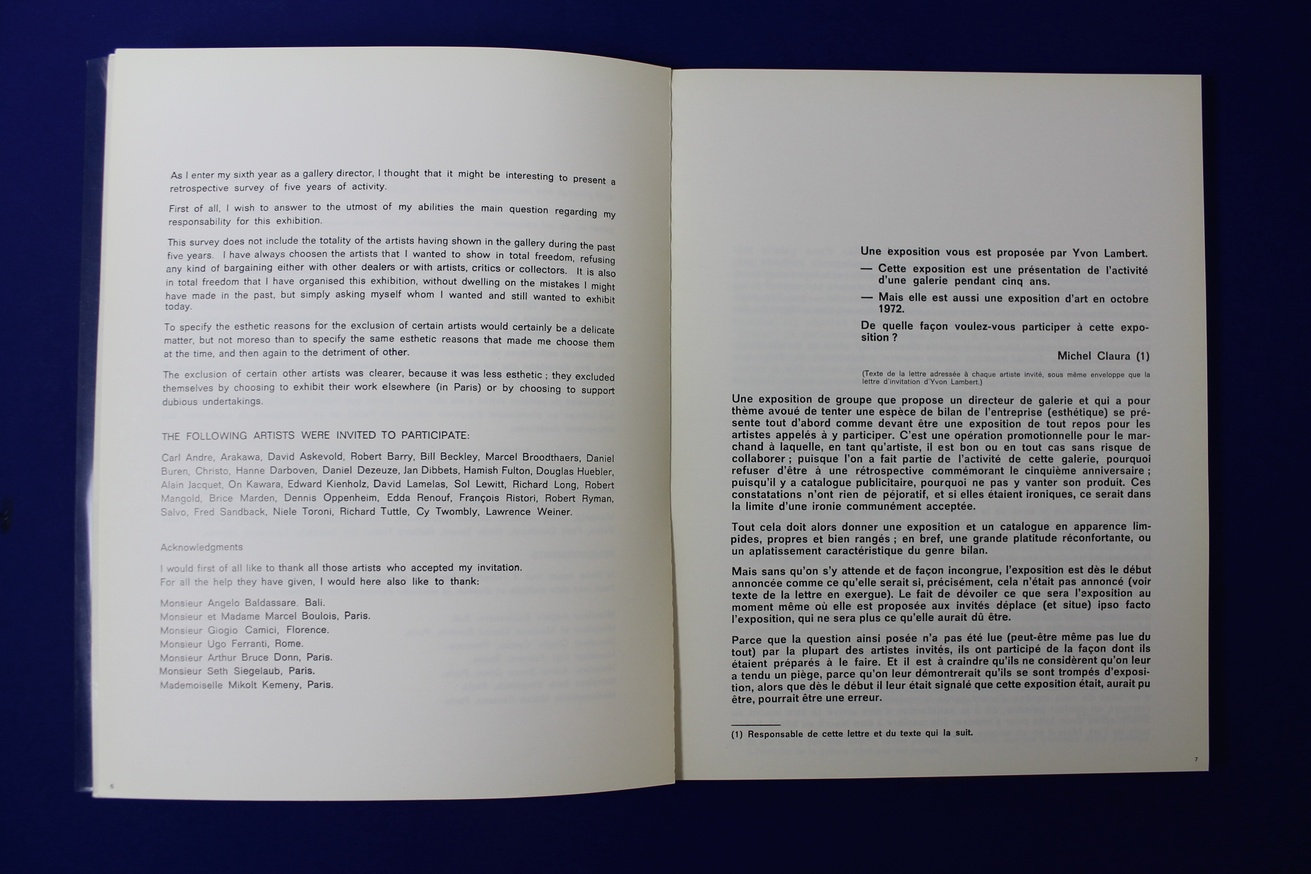 As I enter my sixth year as a gallery director, I thought that it might be interesting to present a
retrospective survey of five years of activity.
First of all, I wish to answer to the utmost of my abilities the main question regarding my
responsability for this exhibition.
This survey does not include the totality of the artists having shown in the gallery during the past
five years. I have always choosen the artists that I wanted to show in total freedom, refusing
any kind of bargaining either with other dealers or with artists, critics or collectors. It is also
in total freedom that I have organised this exhibition, without dwelling on the mistakes I might
have made in the past, but simply asking myself whom I wanted and still wanted to exhibit
today.
To specify the esthetic reasons for the exclusion of certain artists would certainly be a delicate
matter, but not moreso than to specify the same esthetic reasons that made me choose them
at the time, and then again to the detriment of other.
The exclusion of certain other artists was clearer, because it was less esthetic ; they excluded
themselves by choosing to exhibit their work elsewhere (in Paris) or by choosing to support
dubious undertakings.
THE FOLLOWING ARTISTS WERE INVITED TO PARTICIPATE:
Carl Andre, Arakawa, David Askevold, Robert Barry, Bill Beckley, Marcel Broodthaers, Daniel
Buren, Christo, Hanne Darboven, Daniel Dezeuze, Jan Dibbets, Hamish Fulton, Douglas Huebler,
Alain Jacquet, On Kawara, Edward Kienholz, David Lamelas, Sol Lewitt, Richard Long, Robert
Mangold, Brice Marden, Dennis Oppenheim, Edda Renouf, François Ristori, Robert Ryman,
Salvo, Fred Sandback, Niele Toroni, Richard Tuttle, Cy Twombly, Lawrence Weiner.
Acknowledgments
I would first of all like to thank all those artists who accepted my invitation.
For all the help they have given, I would here also like to thank:
Monsieur Angelo Baldassare. Bali.
Monsieur et Madame Marcel Boulois, Paris.
Monsieur Giogio Camici, Florence.
Monsieur Ugo Ferranti, Rome.
Monsieur Arthur Bruce Donn, Paris.
Monsieur Seth Siegelaub, Paris.
Mademoiselle Mikolt Kemeny, Paris.
6
Une exposition vous est proposée par Yvon Lambert.
— Cette exposition est une présentation de l'activité
d'une galerie pendant cinq ans.
— Mais elle est aussi une exposition d'art en octobre
1972.
De quelle façon voulez-vous participer à cette expo-
sition ?
Michel Claura (1)
(Texte de la lettre adressée à chaque artiste invité, sous même enveloppe que la
lettre d'invitation d'Yvon Lambert.)
Une exposition de groupe que propose un directeur de galerie et qui a pour
thème avoué de tenter une espèce de bilan de l'entreprise (esthétique) se pré-
sente tout d'abord comme devant être une exposition de tout repos pour les
artistes appelés à y participer. C'est une opération promotionnelle pour le mar-
chand à laquelle, en tant qu'artiste, il est bon ou en tout cas sans risque de
collaborer ; puisque l'on a fait partie de l'activité de cette galerie, pourquoi
refuser d'être à une rétrospective commémorant le cinquième anniversaire ;
puisqu'il y a catalogue publicitaire, pourquoi ne pas y vanter son produit. Ces
constatations n'ont rien de péjoratif, et si elles étaient ironiques, ce serait dans
la limite d'une ironie communément acceptée.
Tout cela doit alors donner une exposition et un catalogue en apparence lim-
pides, propres et bien rangés ; en bref, une grande platitude réconfortante, ou
un aplatissement caractéristique du genre bilan.
Mais sans qu'on s'y attende et de façon incongrue, l'exposition est dès le début
annoncée comme ce qu'elle serait si, précisément, cela n'était pas annoncé (voir
texte de la lettre en exergue). Le fait de dévoiler ce que sera l'exposition au
moment même où elle est proposée aux invités déplace (et situe) ipso facto
l'exposition, qui ne sera plus ce qu'elle aurait dû être.
Parce que la question ainsi posée n'a pas été lue (peut-être même pas lue du
tout) par la plupart des artistes invités, ils ont participé de la façon dont ils
étaient préparés à le faire. Et il est à craindre qu'ils ne considèrent qu'on leur
a tendu un piège, parce qu'on leur démontrerait qu'ils se sont trompés d'exposi-
tion, alors que dès le début il leur était signalé que cette exposition était, aurait pu
être, pourrait être une erreur.
(1) Responsable de cette lettre et du texte qui la suit.
7